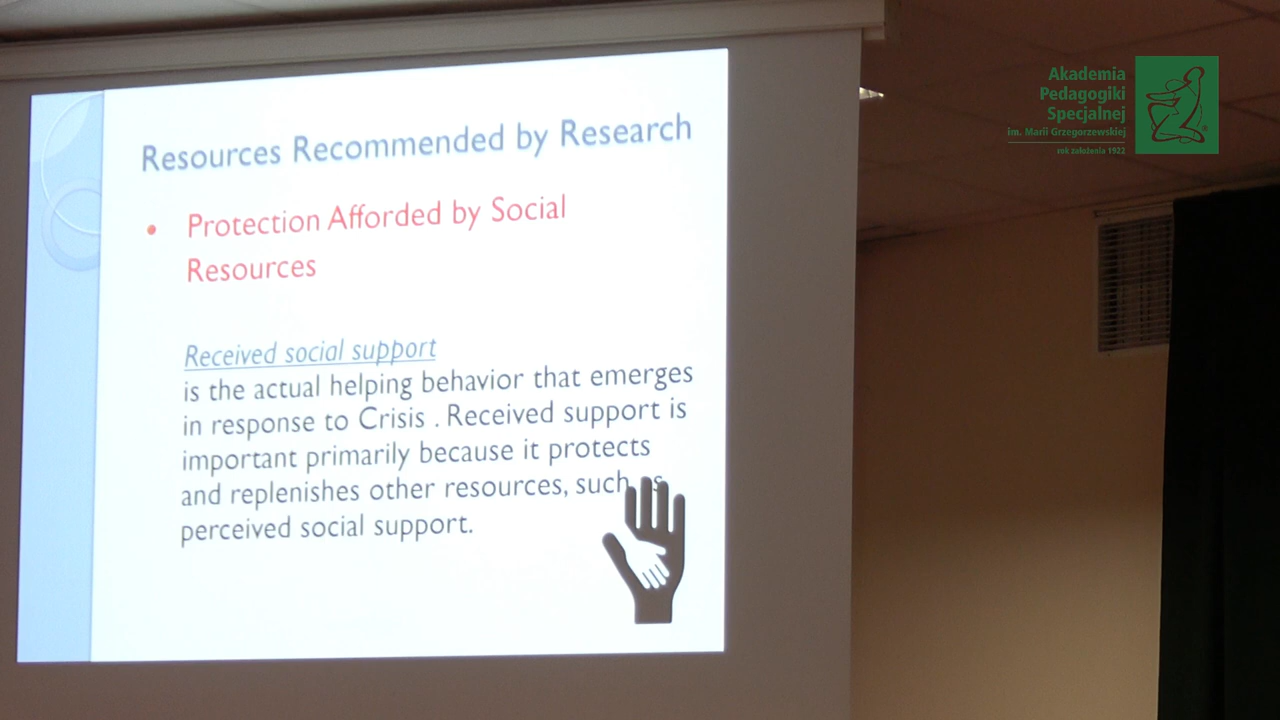 Resources Recommended by Research
• Protection Afforded by Social
Resources
Received social support
is the actual helping behavior that emerges
in response to Crisis . Received support is
important primarily because it protects
and replenishes other resources, such as
perceived social support.
Akademia
Pedagogiki
Specjalnej
im. Marii Grzegorzewskiej
rok założenia 1922